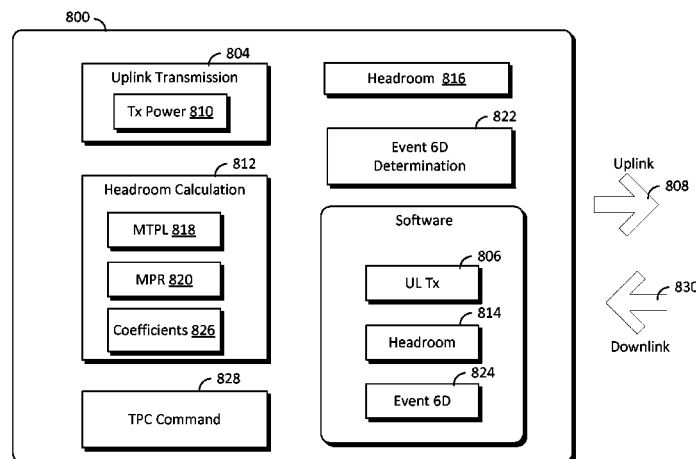 800
804
Uplink Transmission
Tx Power 810
812
Headroom Calculation
MTPL 818
MPR 820
Coefficients 826
828
TPC Command
Headroom 816
822
Event 6D
Determination
Software
806
UL Tx
814
Headroom
824
Event 6D
Uplink
808
830
Downlink